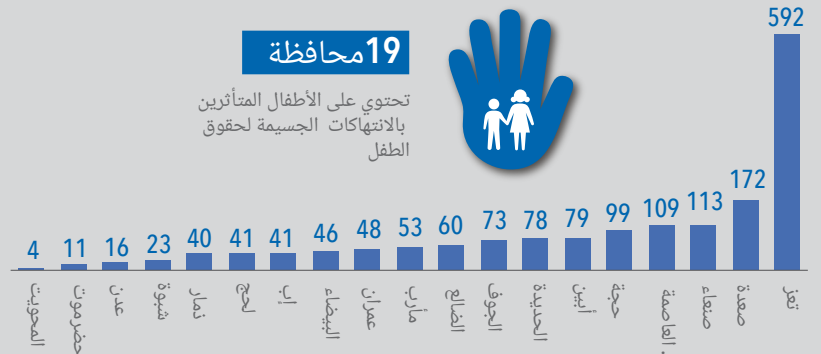 19 محافظة
تحتوي على الأطفال المتأثرين
بالانتهاكات الجسيمة لحقوق
الطفل
592
172
113
109
99
79
78
73
60
53
48
46
41
41
40
23
16
11
4
تعز
صعدة
صنعاء
العاصمة
حجة
أبين
الحديدة
الجوف
الضالع
مأرب
عمران
البيضاء
إب
لحج
ذمار
شبوة
عدن
حضرموت
المحويت